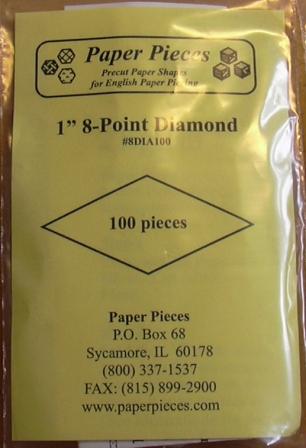 Paper Pieces
Precut Paper Shapes
for English Paper Piecing
1” 8-Point Diamond
#8DIA100
100 pieces
Paper Pieces
P.O. Box 68
Sycamore, IL 60178
(800) 337-1537
FAX: (815) 899-2900
www.paperpieces.com